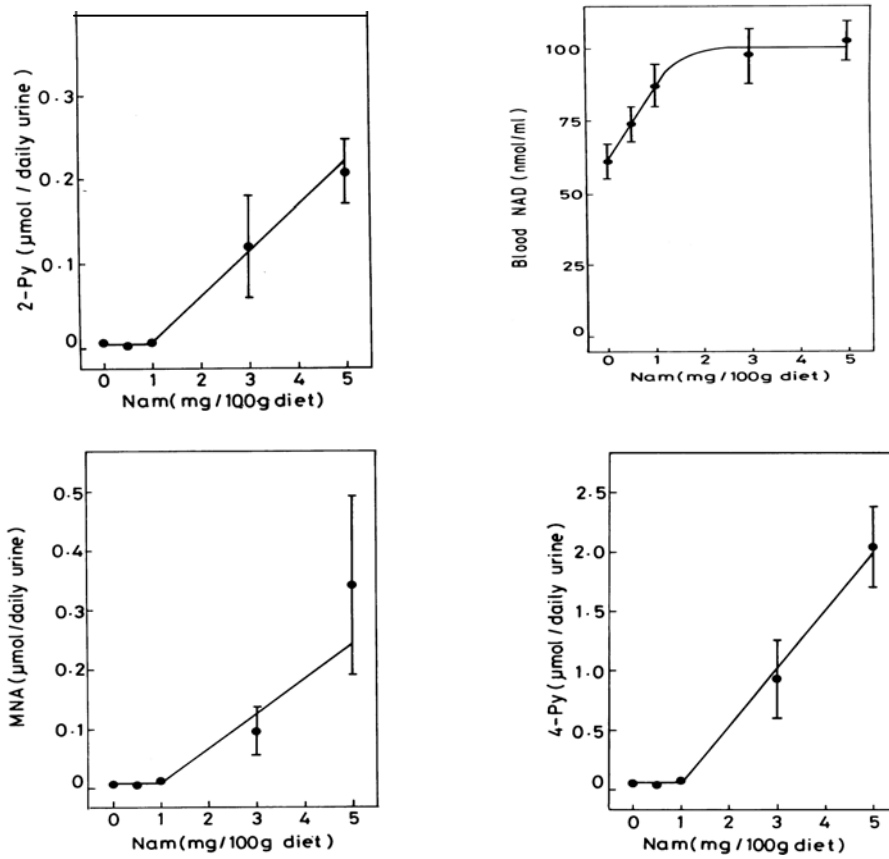 2-Py (μmol / daily urine)
0.3
0.2
0.1
0
0 1 2 3 4 5
Nam(mg/100g diet)
Blood NAD (nmol/ml)
100
75
50
25
0
0 1 2 3 4 5
Nam(mg/100g diet)
MNA (μmol/daily urine)
0.5
0.4
0.3
0.2
0.1
0
0 1 2 3 4 5
Nam(mg/100g diet)
4-Py (μmol / daily urine)
2.5
2.0
1.5
1.0
0.5
0
0 1 2 3 4 5
Nam(mg/100g diet)